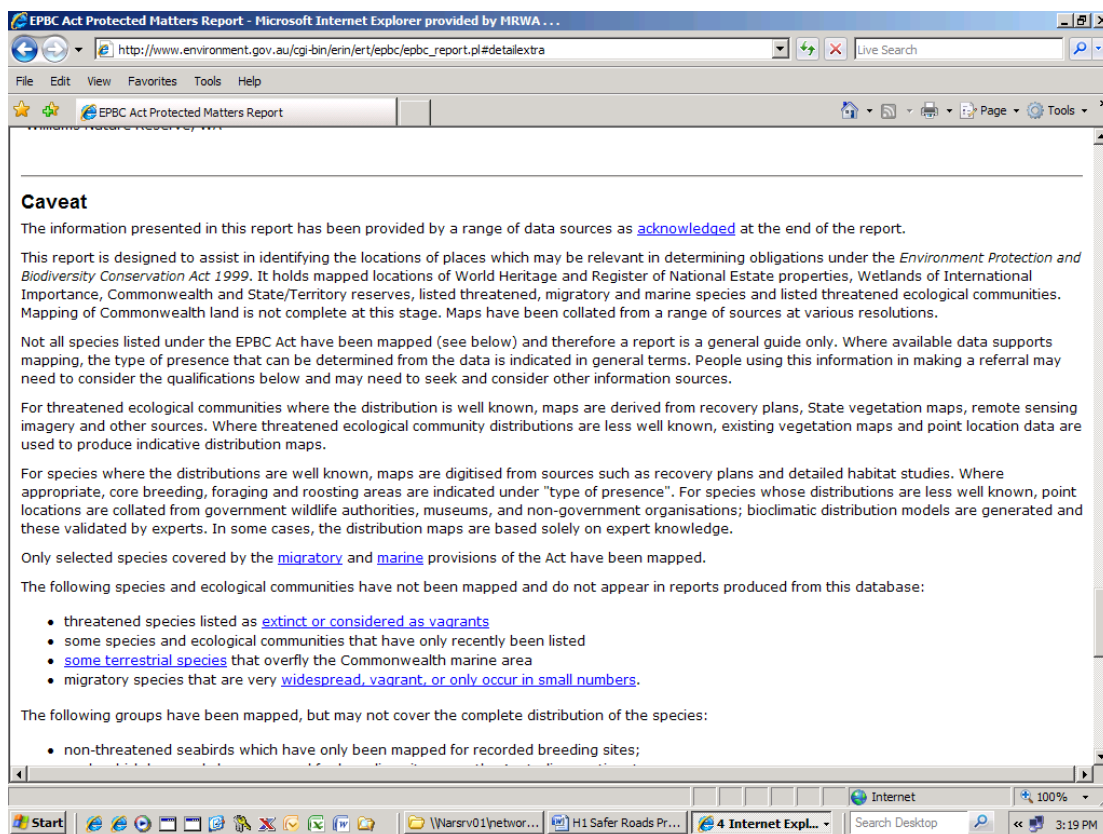 EPBC Act Protected Matters Report - Microsoft Internet Explorer provided by MRWA . . .
http://www.environment.gov.au/cgi-bin/erin/ert/epbc/epbc_report.pl#detailextra
Live Search
File Edit View Favorites Tools Help
EPBC Act Protected Matters Report
Page Tools
Williams Nature Reserve, WA
Caveat
The information presented in this report has been provided by a range of data sources as acknowledged at the end of the report.
This report is designed to assist in identifying the locations of places which may be relevant in determining obligations under the Environment Protection and
Biodiversity Conservation Act 1999. It holds mapped locations of World Heritage and Register of National Estate properties, Wetlands of International
Importance, Commonwealth and State/Territory reserves, listed threatened, migratory and marine species and listed threatened ecological communities.
Mapping of Commonwealth land is not complete at this stage. Maps have been collated from a range of sources at various resolutions.
Not all species listed under the EPBC Act have been mapped (see below) and therefore a report is a general guide only. Where available data supports
mapping, the type of presence that can be determined from the data is indicated in general terms. People using this information in making a referral may
need to consider the qualifications below and may need to seek and consider other information sources.
For threatened ecological communities where the distribution is well known, maps are derived from recovery plans, State vegetation maps, remote sensing
imagery and other sources. Where threatened ecological community distributions are less well known, existing vegetation maps and point location data are
used to produce indicative distribution maps.
For species where the distributions are well known, maps are digitised from sources such as recovery plans and detailed habitat studies. Where
appropriate, core breeding, foraging and roosting areas are indicated under "type of presence". For species whose distributions are less well known, point
locations are collated from government wildlife authorities, museums, and non-government organisations; bioclimatic distribution models are generated and
these validated by experts. In some cases, the distribution maps are based solely on expert knowledge.
Only selected species covered by the migratory and marine provisions of the Act have been mapped.
The following species and ecological communities have not been mapped and do not appear in reports produced from this database:
• threatened species listed as extinct or considered as vagrants
• some species and ecological communities that have only recently been listed
• some terrestrial species that overfly the Commonwealth marine area
• migratory species that are very widespread, vagrant, or only occur in small numbers.
The following groups have been mapped, but may not cover the complete distribution of the species:
• non-threatened seabirds which have only been mapped for recorded breeding sites;
Internet 100%
Start \\Narsrv01\networ... H1 Safer Roads Pr... 4 Internet Expl... Search Desktop 3:19 PM